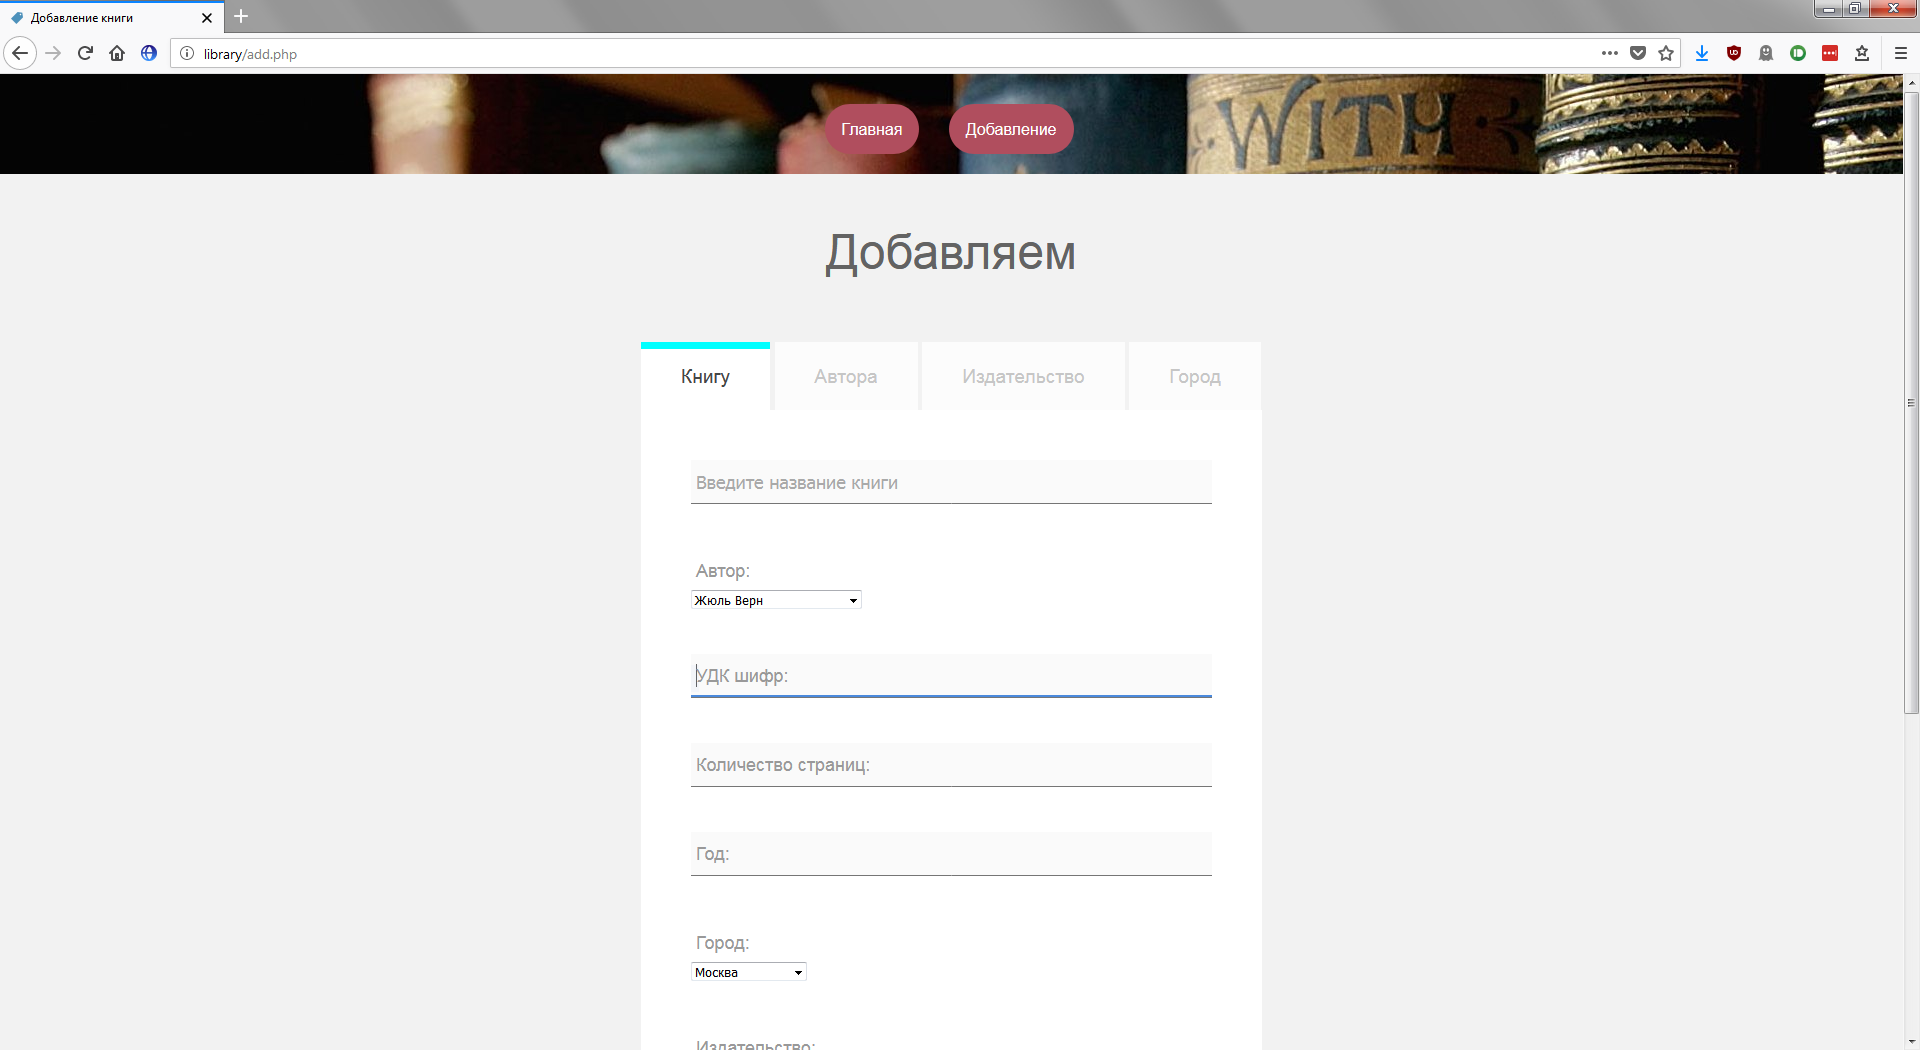 Добавление книги
library/add.php
Главная
Добавление
WITH
Добавляем
Книгу
Автора
Издательство
Город
Введите название книги
Автор:
Жюль Верн
УДК шифр:
Количество страниц:
Год:
Город:
Москва
Издательство: